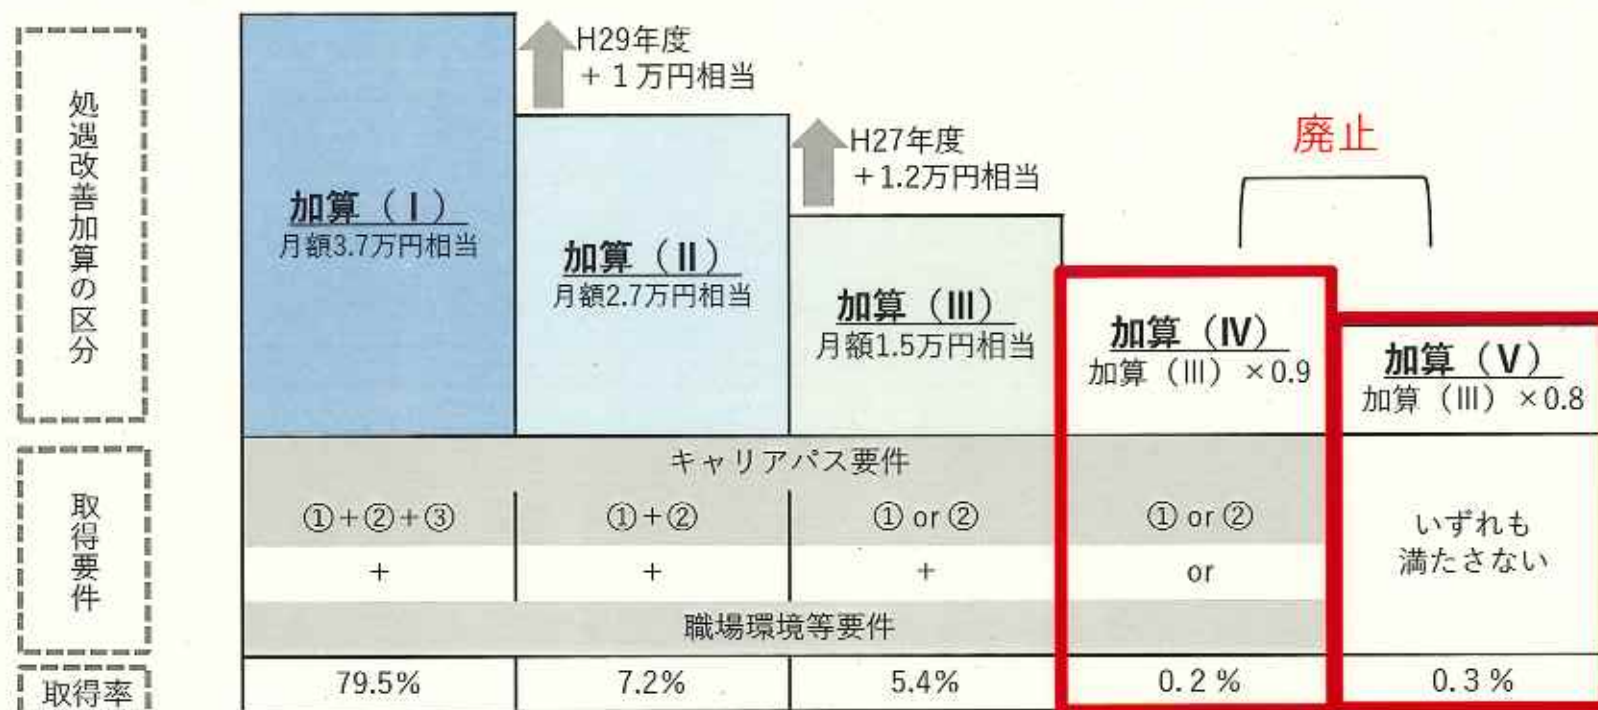 処遇改善加算の区分
加算（Ⅰ）
月額3.7万円相当
H29年度
+ 1 万円相当
加算（Ⅱ）
月額2.7万円相当
H27年度
+1.2万円相当
加算（Ⅲ）
月額1.5万円相当
廃止
加算（Ⅳ）
加算（Ⅲ）×0.9
加算（Ⅴ）
加算（Ⅲ）×0.8
取得要件
キャリアパス要件
①+②+③
①+②
① or ②
① or ②
いずれも
満たさない
+
+
+
or
職場環境等要件
取得率
79.5%
7.2%
5.4%
0.2%
0.3%